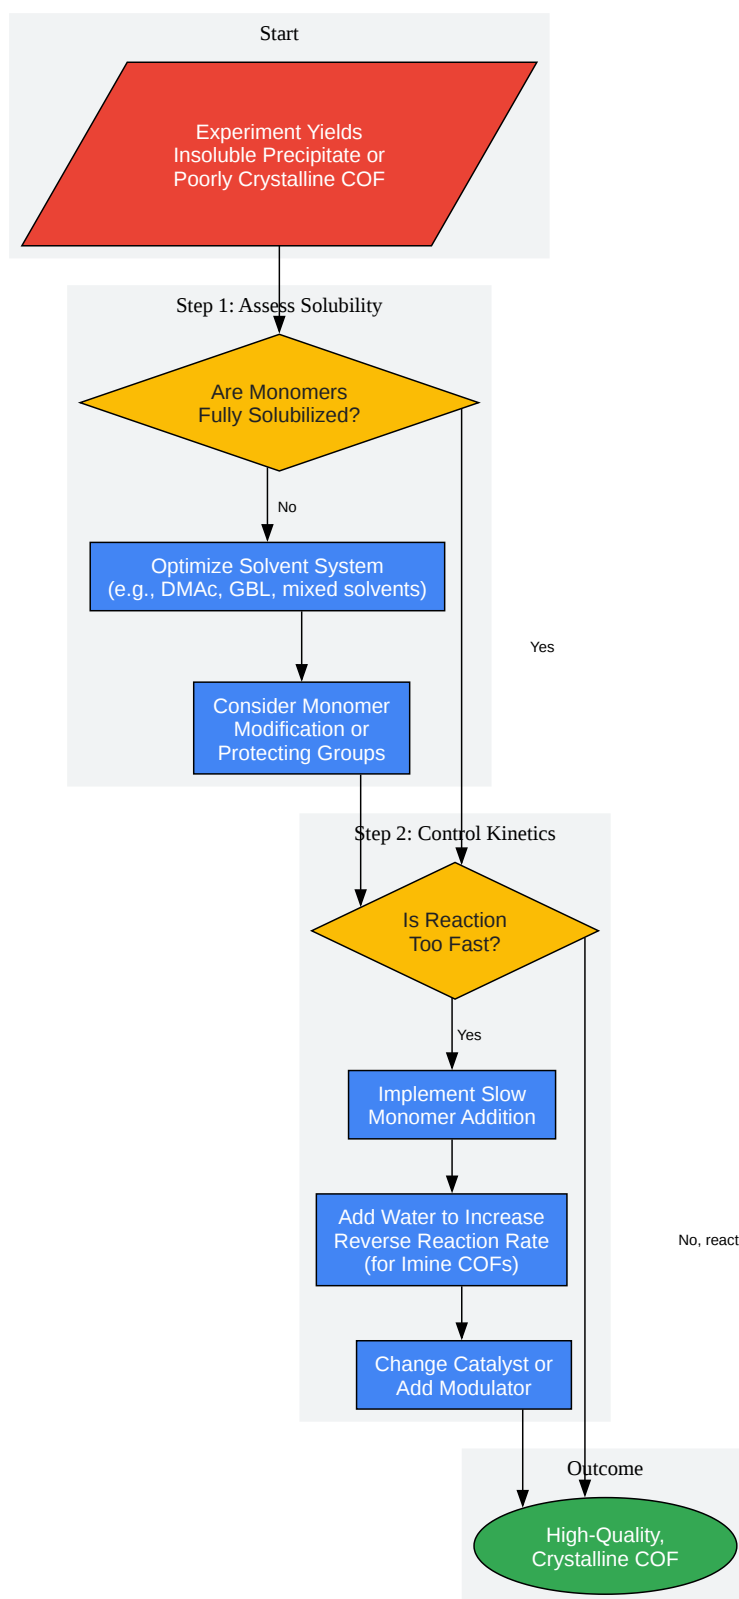 Start
Experiment Yields
Insoluble Precipitate or
Poorly Crystalline COF
Step 1: Assess Solubility
Are Monomers
Fully Solubilized?
No
Optimize Solvent System
(e.g., DMAc, GBL, mixed solvents)
Yes
Consider Monomer
Modification or
Protecting Groups
Step 2: Control Kinetics
Is Reaction
Too Fast?
Yes
Implement Slow
Monomer Addition
Add Water to Increase
Reverse Reaction Rate
(for Imine COFs)
No, react
Change Catalyst or
Add Modulator
Outcome
High-Quality,
Crystalline COF